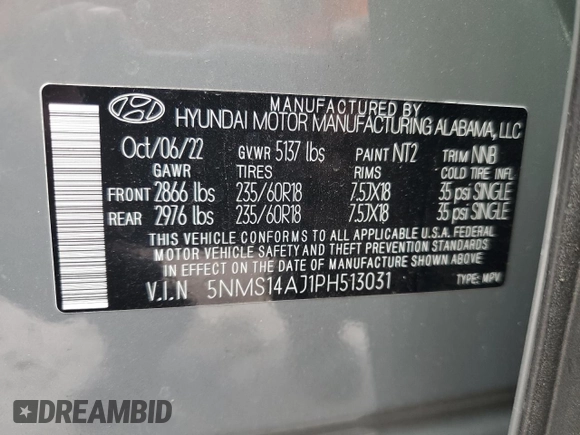 MANUFACTURED BY
HYUNDAI MOTOR MANUFACTURING ALABAMA, LLC
Oct/06/22 GVWR 5137 lbs PAINT NT2 TRIM NNB
GAWR TIRES RIMS COLD TIRE INFL.
FRONT 2866 lbs 235/60R18 7.5JX18 35 psi SINGLE
REAR 2976 lbs 235/60R18 7.5JX18 35 psi SINGLE
THIS VEHICLE CONFORMS TO ALL APPLICABLE U.S.A. FEDERAL
MOTOR VEHICLE SAFETY AND THEFT PREVENTION STANDARDS
IN EFFECT ON THE DATE OF MANUFACTURE SHOWN ABOVE.
V.I.N 5NMS14AJ1PH513031 TYPE: MPV
DREAMBID